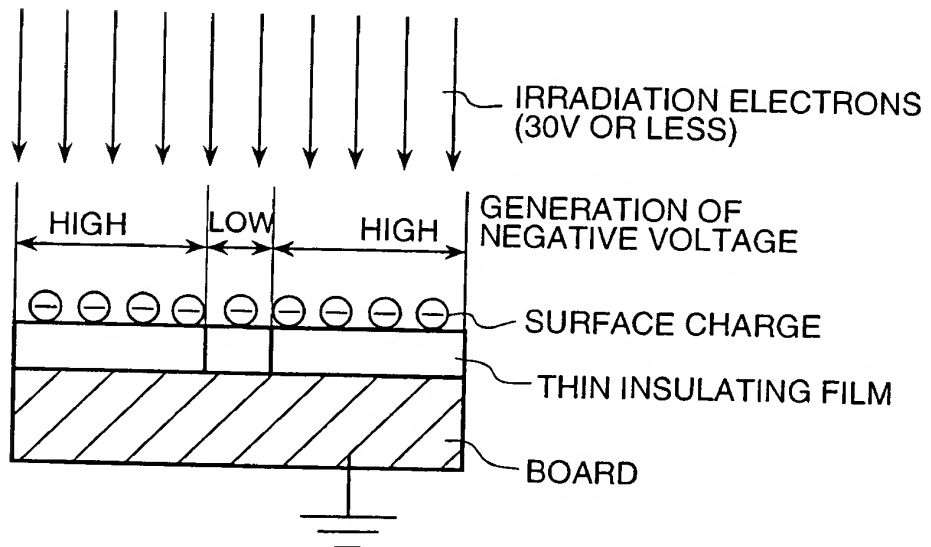 IRRADIATION ELECTRONS
(30V OR LESS)
HIGH
LOW
HIGH
GENERATION OF
NEGATIVE VOLTAGE
SURFACE CHARGE
THIN INSULATING FILM
BOARD